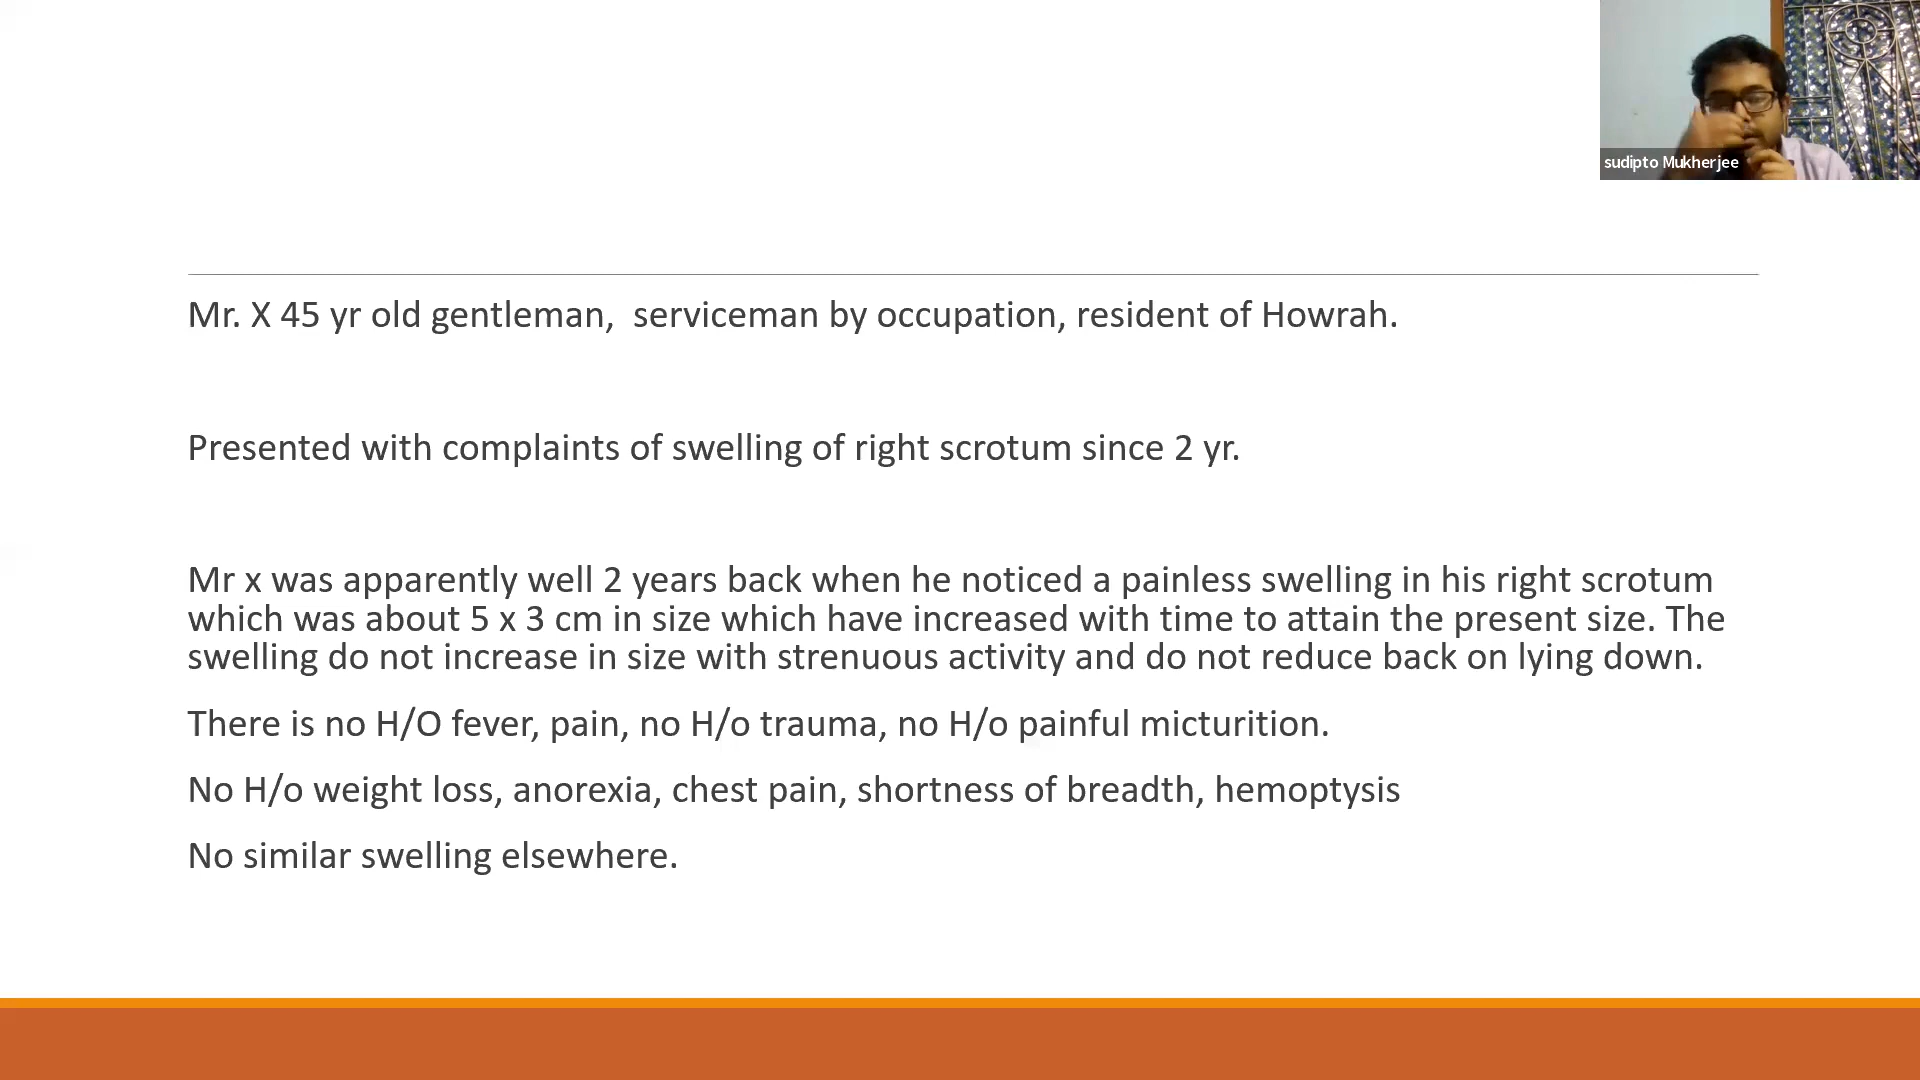 sudipto Mukherjee
Mr. X 45 yr old gentleman,  serviceman by occupation, resident of Howrah.
Presented with complaints of swelling of right scrotum since 2 yr.
Mr x was apparently well 2 years back when he noticed a painless swelling in his right scrotum
which was about 5 x 3 cm in size which have increased with time to attain the present size. The
swelling do not increase in size with strenuous activity and do not reduce back on lying down.
There is no H/O fever, pain, no H/o trauma, no H/o painful micturition.
No H/o weight loss, anorexia, chest pain, shortness of breadth, hemoptysis
No similar swelling elsewhere.